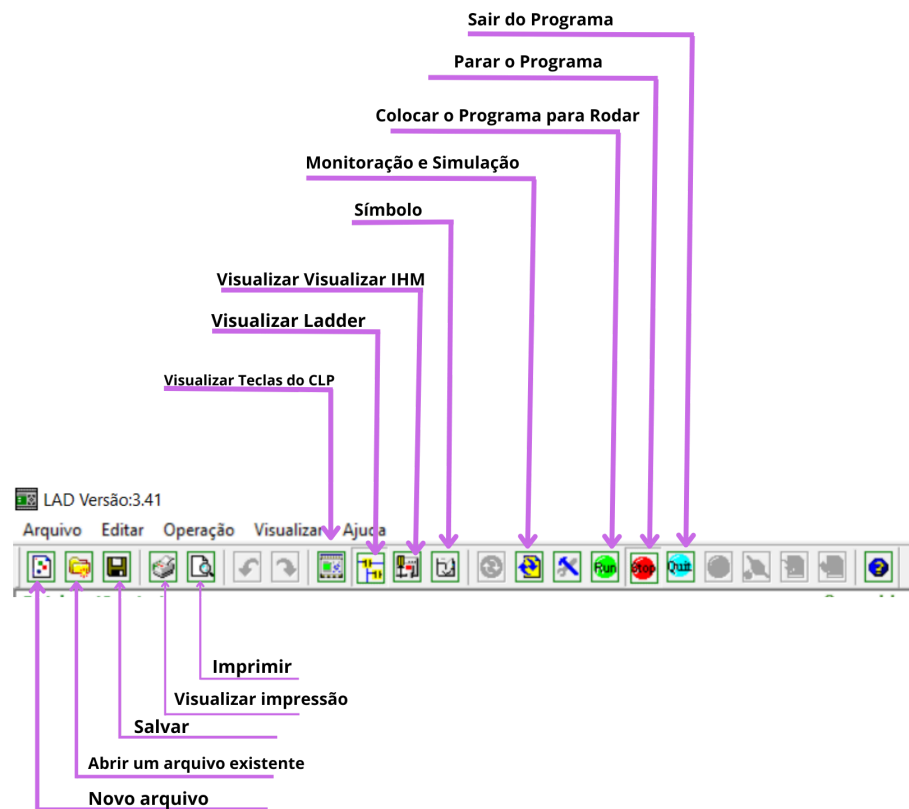 Sair do Programa
Parar o Programa
Colocar o Programa para Rodar
Monitoração e Simulação
Símbolo
Visualizar Visualizar IHM
Visualizar Ladder
Visualizar Teclas do CLP
LAD Versão:3.41
Arquivo Editar Operação Visualizar Ajuda
Run Stop Quit
Imprimir
Visualizar impressão
Salvar
Abrir um arquivo existente
Novo arquivo